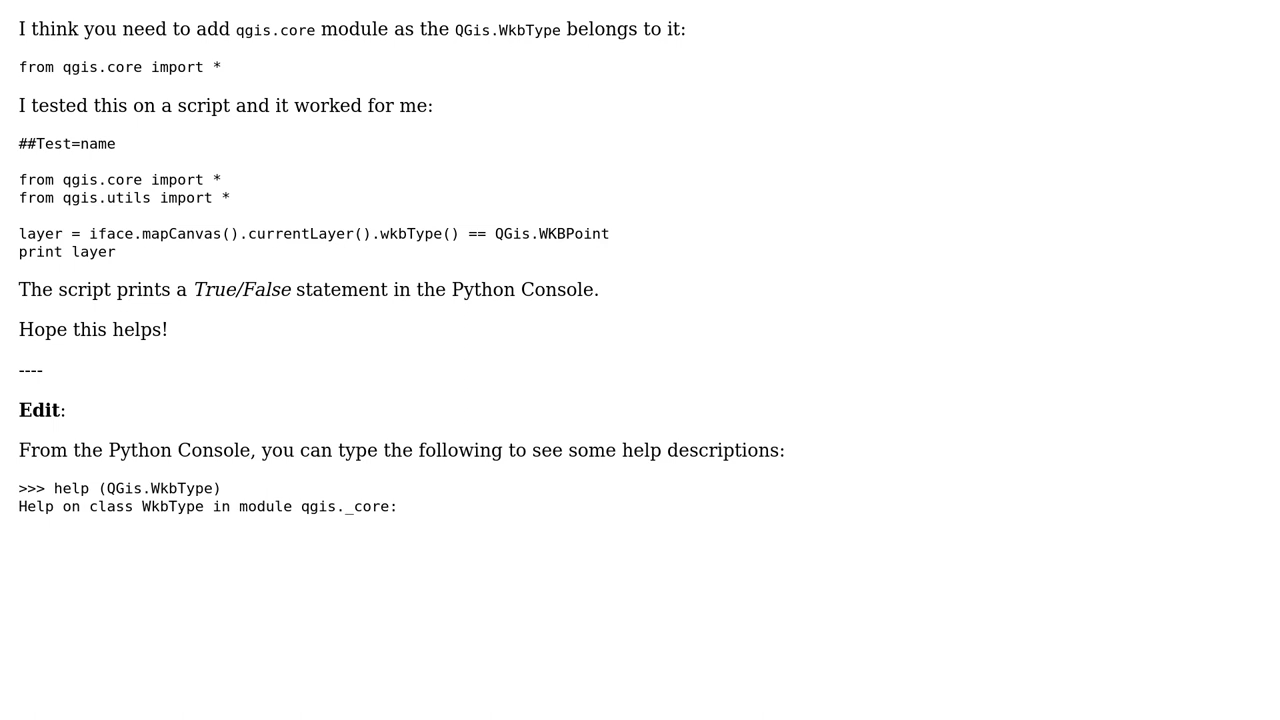 I think you need to add qgis.core module as the QGis.WkbType belongs to it:
from qgis.core import *
I tested this on a script and it worked for me:
##Test=name
from qgis.core import *
from qgis.utils import *
layer = iface.mapCanvas().currentLayer().wkbType() == QGis.WKBPoint
print layer
The script prints a True/False statement in the Python Console.
Hope this helps!
----
Edit:
From the Python Console, you can type the following to see some help descriptions:
>>> help (QGis.WkbType)
Help on class WkbType in module qgis._core: